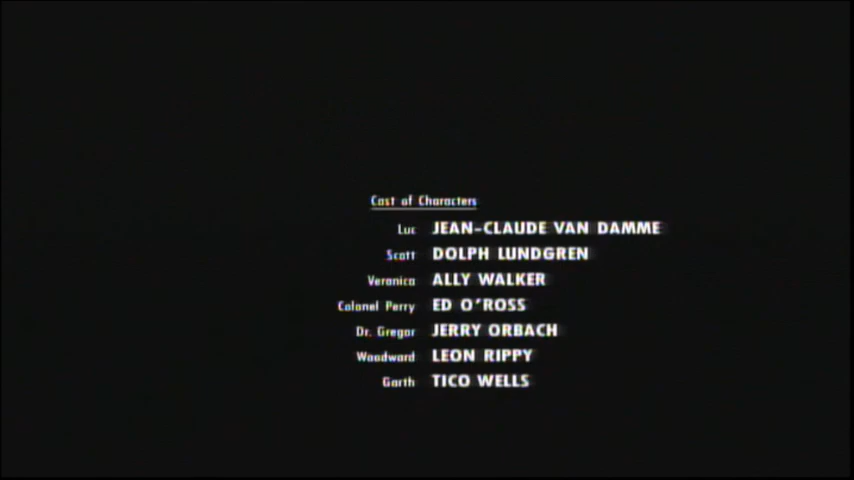 Cast of Characters
Luc JEAN-CLAUDE VAN DAMME
Scott DOLPH LUNDGREN
Veronica ALLY WALKER
Colonel Perry ED O'ROSS
Dr. Gregor JERRY ORBACH
Woodward LEON RIPPY
Garth TICO WELLS